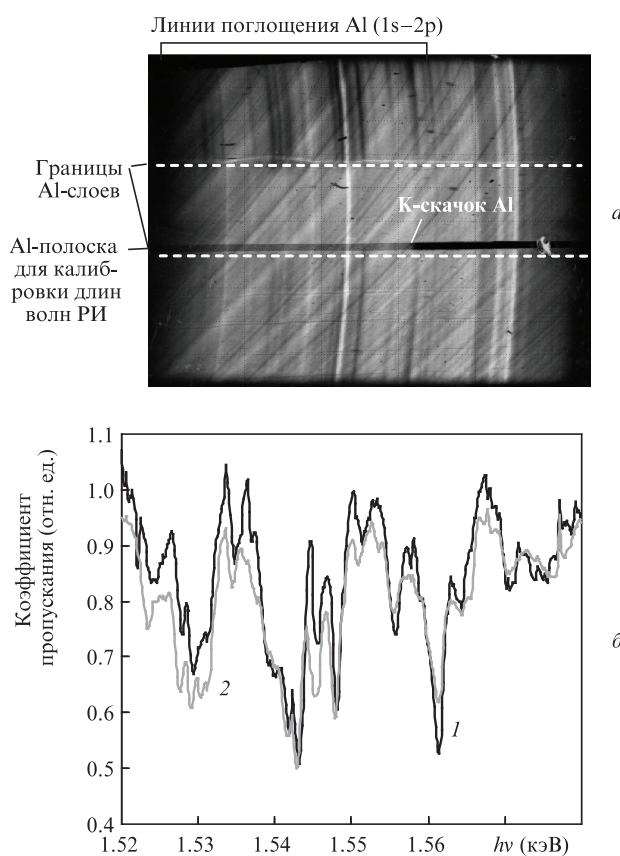 Линии поглощения Al (1s–2p)
Границы
Al-слоев
K-скачок Al
а
Al-полоска
для калиб-
ровки длин
волн РИ
1.1
1.0
0.9
0.8
0.7
0.6
0.5
0.4
Коэффициент
пропускания (отн. ед.)
2
1
б
1.52 1.53 1.54 1.55 1.56 hν (кэВ)